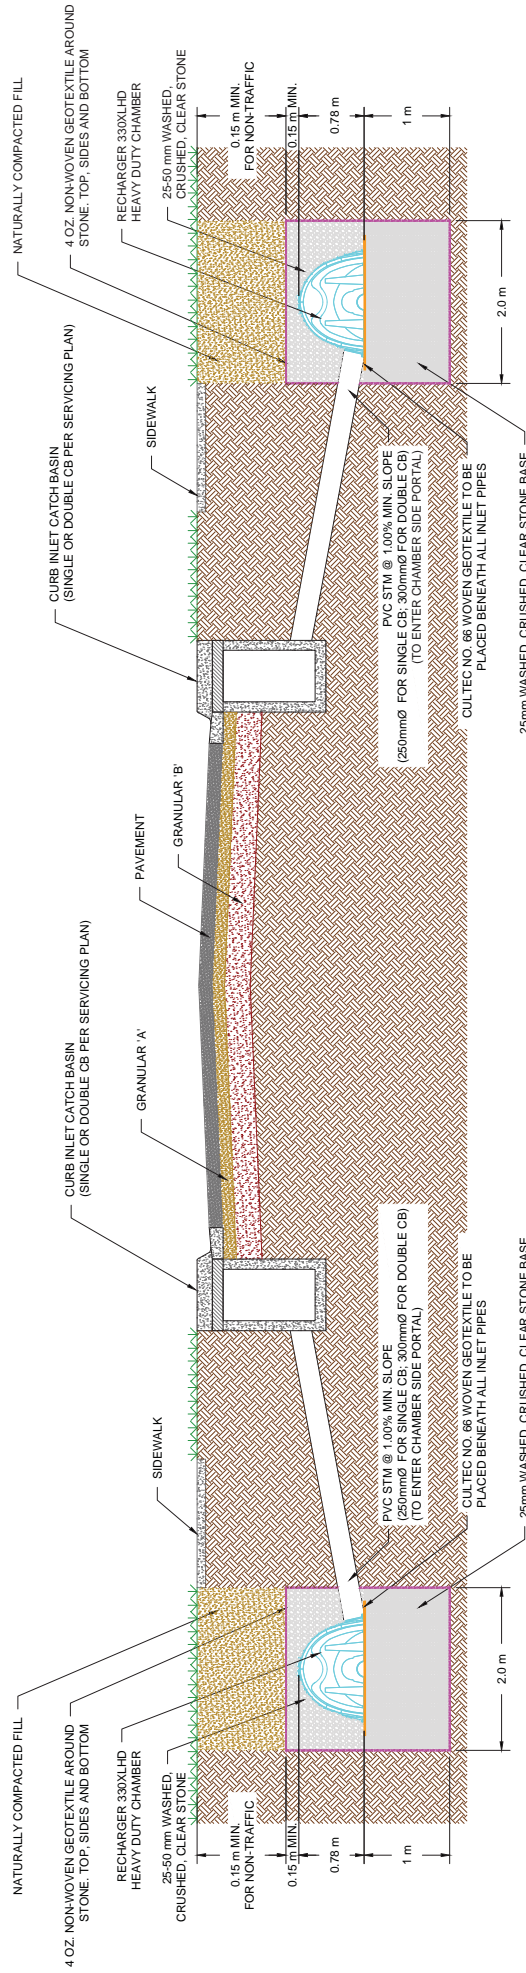 NATURALLY COMPACTED FILL
4 OZ. NON-WOVEN GEOTEXTILE AROUND
STONE. TOP, SIDES AND BOTTOM
RECHARGER 330XLHD
HEAVY DUTY CHAMBER
25-50 mm WASHED,
CRUSHED, CLEAR STONE
0.15 m MIN.
FOR NON-TRAFFIC
0.15 m MIN.
0.78 m
1 m
2.0 m
SIDEWALK
CURB INLET CATCH BASIN
(SINGLE OR DOUBLE CB PER SERVICING PLAN)
GRANULAR 'A'
PAVEMENT
GRANULAR 'B'
PVC STM @ 1.00% MIN. SLOPE
(250mmØ FOR SINGLE CB; 300mmØ FOR DOUBLE CB)
(TO ENTER CHAMBER SIDE PORTAL)
CULTEC NO. 66 WOVEN GEOTEXTILE TO BE
PLACED BENEATH ALL INLET PIPES
25mm WASHED, CRUSHED, CLEAR STONE BASE
CURB INLET CATCH BASIN
(SINGLE OR DOUBLE CB PER SERVICING PLAN)
SIDEWALK
NATURALLY COMPACTED FILL
4 OZ. NON-WOVEN GEOTEXTILE AROUND
STONE. TOP, SIDES AND BOTTOM
RECHARGER 330XLHD
HEAVY DUTY CHAMBER
25-50 mm WASHED,
CRUSHED, CLEAR STONE
0.15 m MIN.
FOR NON-TRAFFIC
0.15 m MIN.
0.78 m
1 m
2.0 m
PVC STM @ 1.00% MIN. SLOPE
(250mmØ FOR SINGLE CB; 300mmØ FOR DOUBLE CB)
(TO ENTER CHAMBER SIDE PORTAL)
CULTEC NO. 66 WOVEN GEOTEXTILE TO BE
PLACED BENEATH ALL INLET PIPES
25mm WASHED, CRUSHED, CLEAR STONE BASE